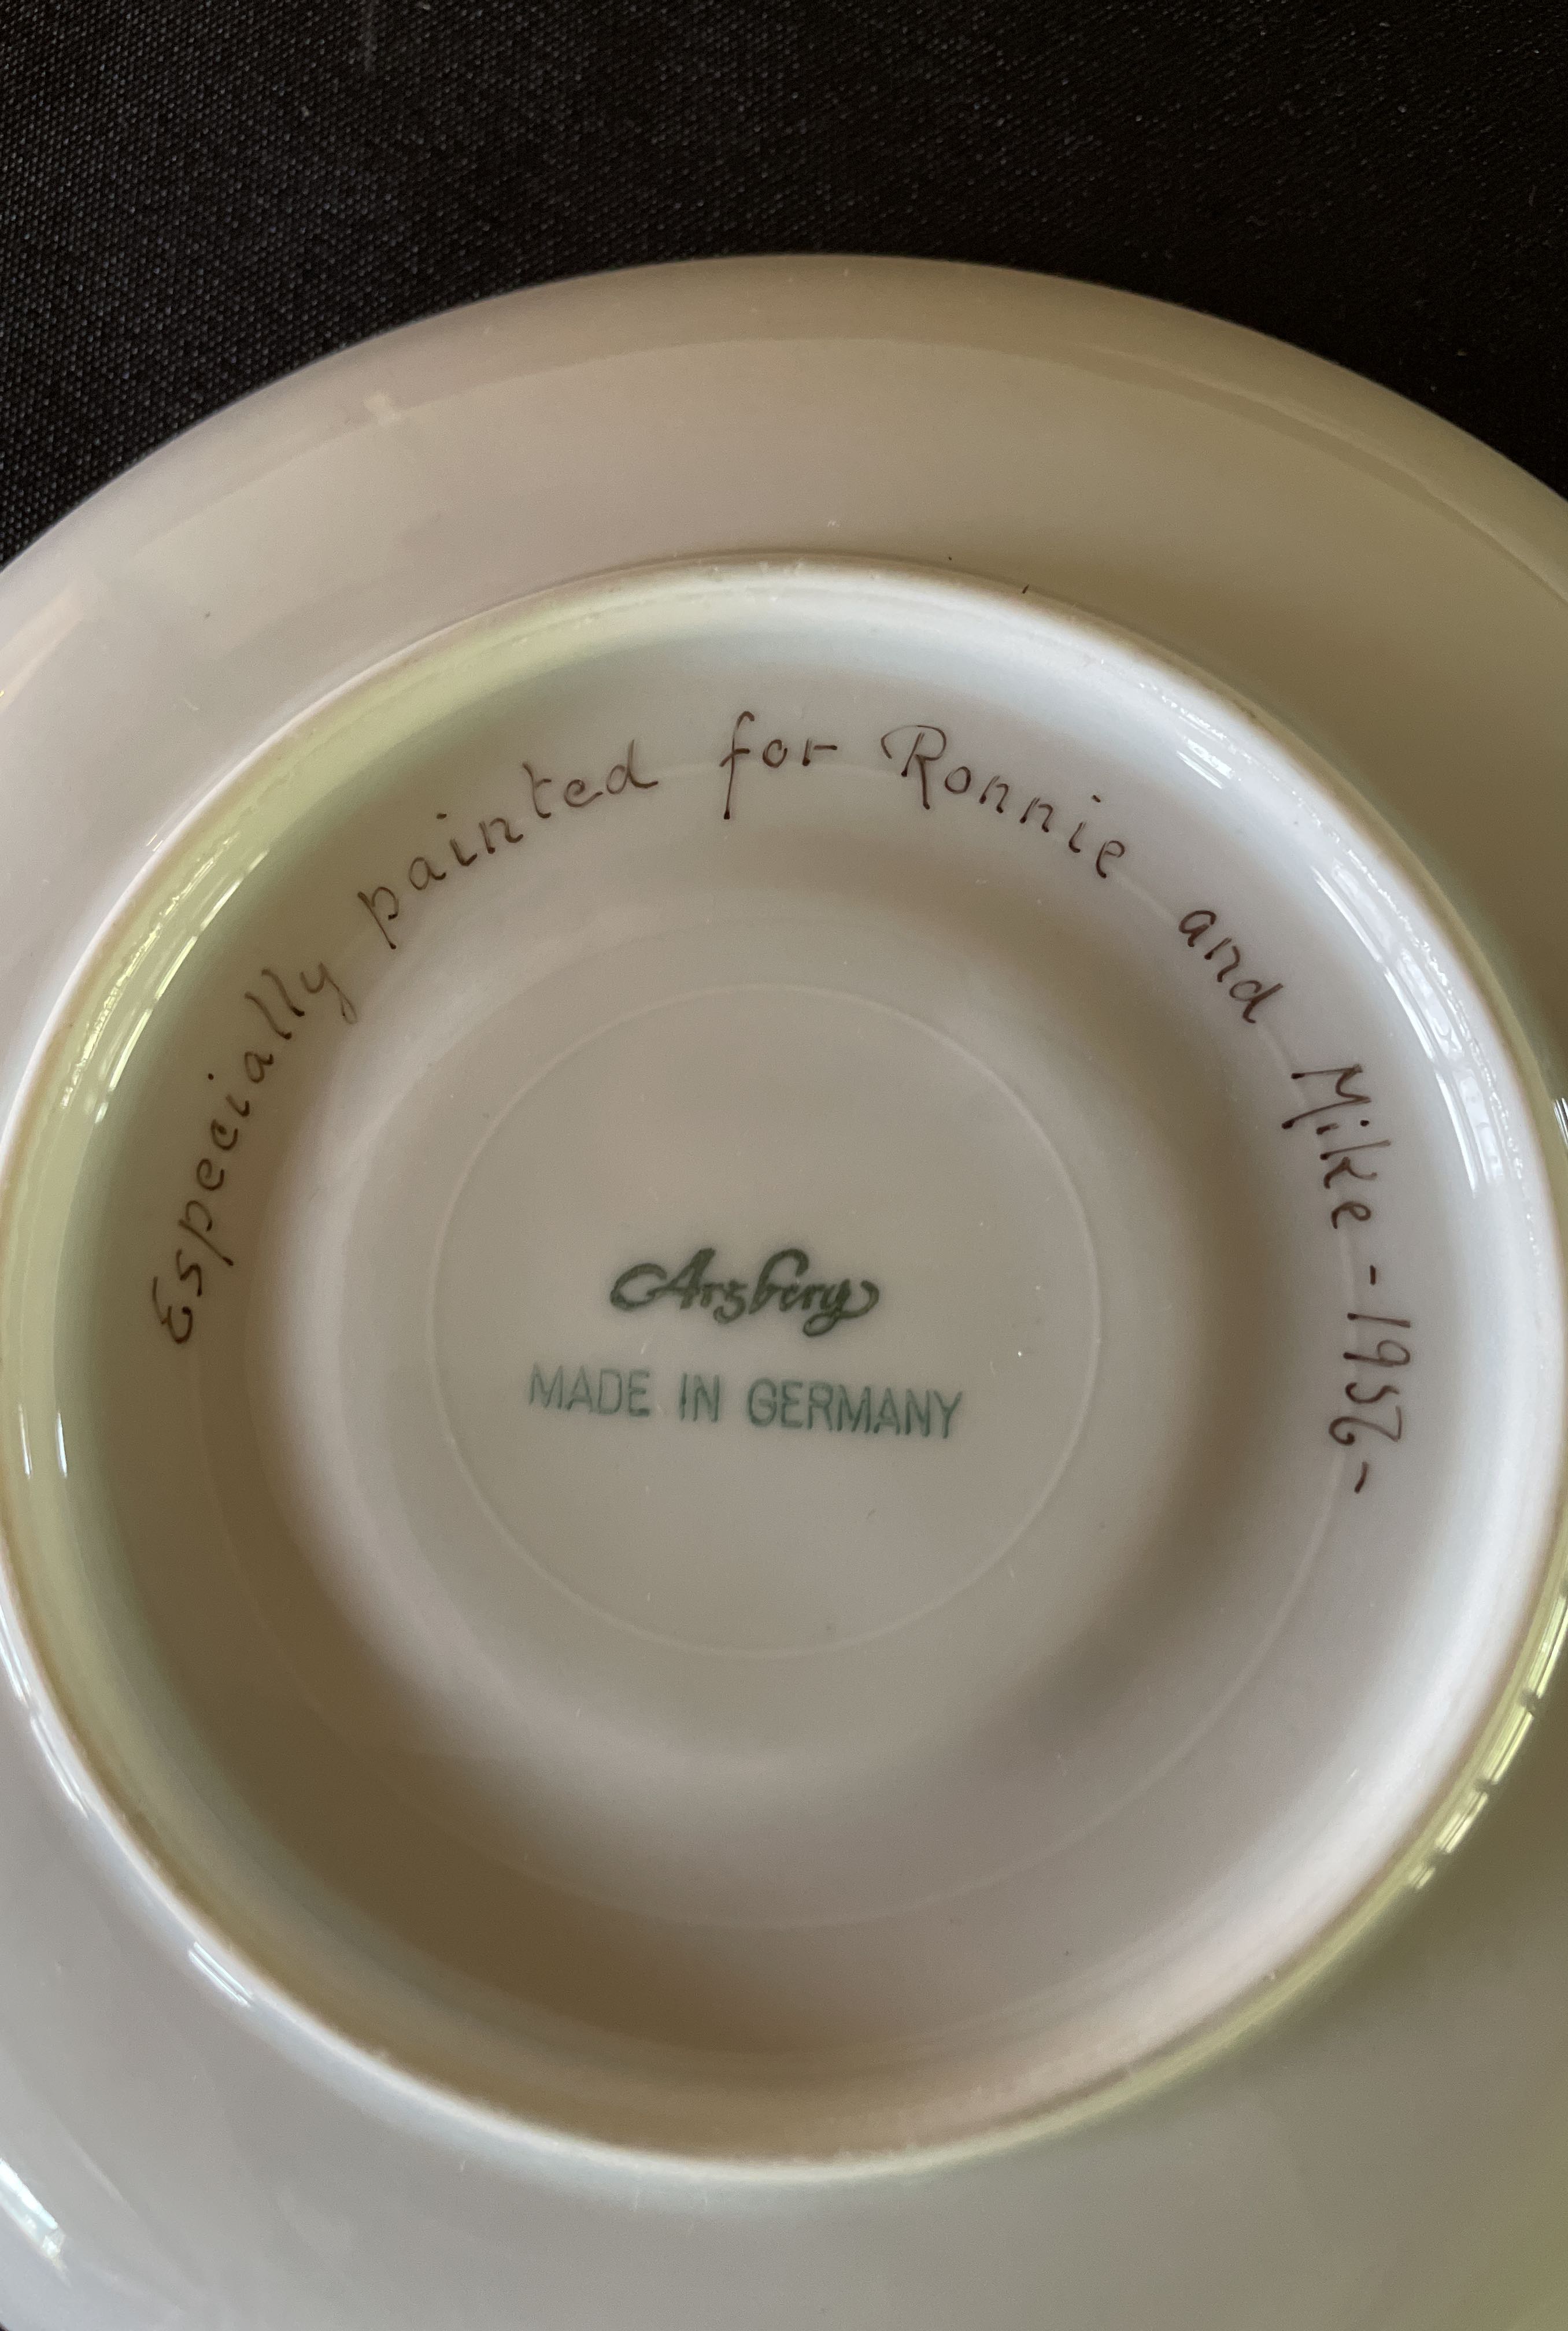 Especially painted for Ronnie and Mike - 1956 -
Arzberg
MADE IN GERMANY